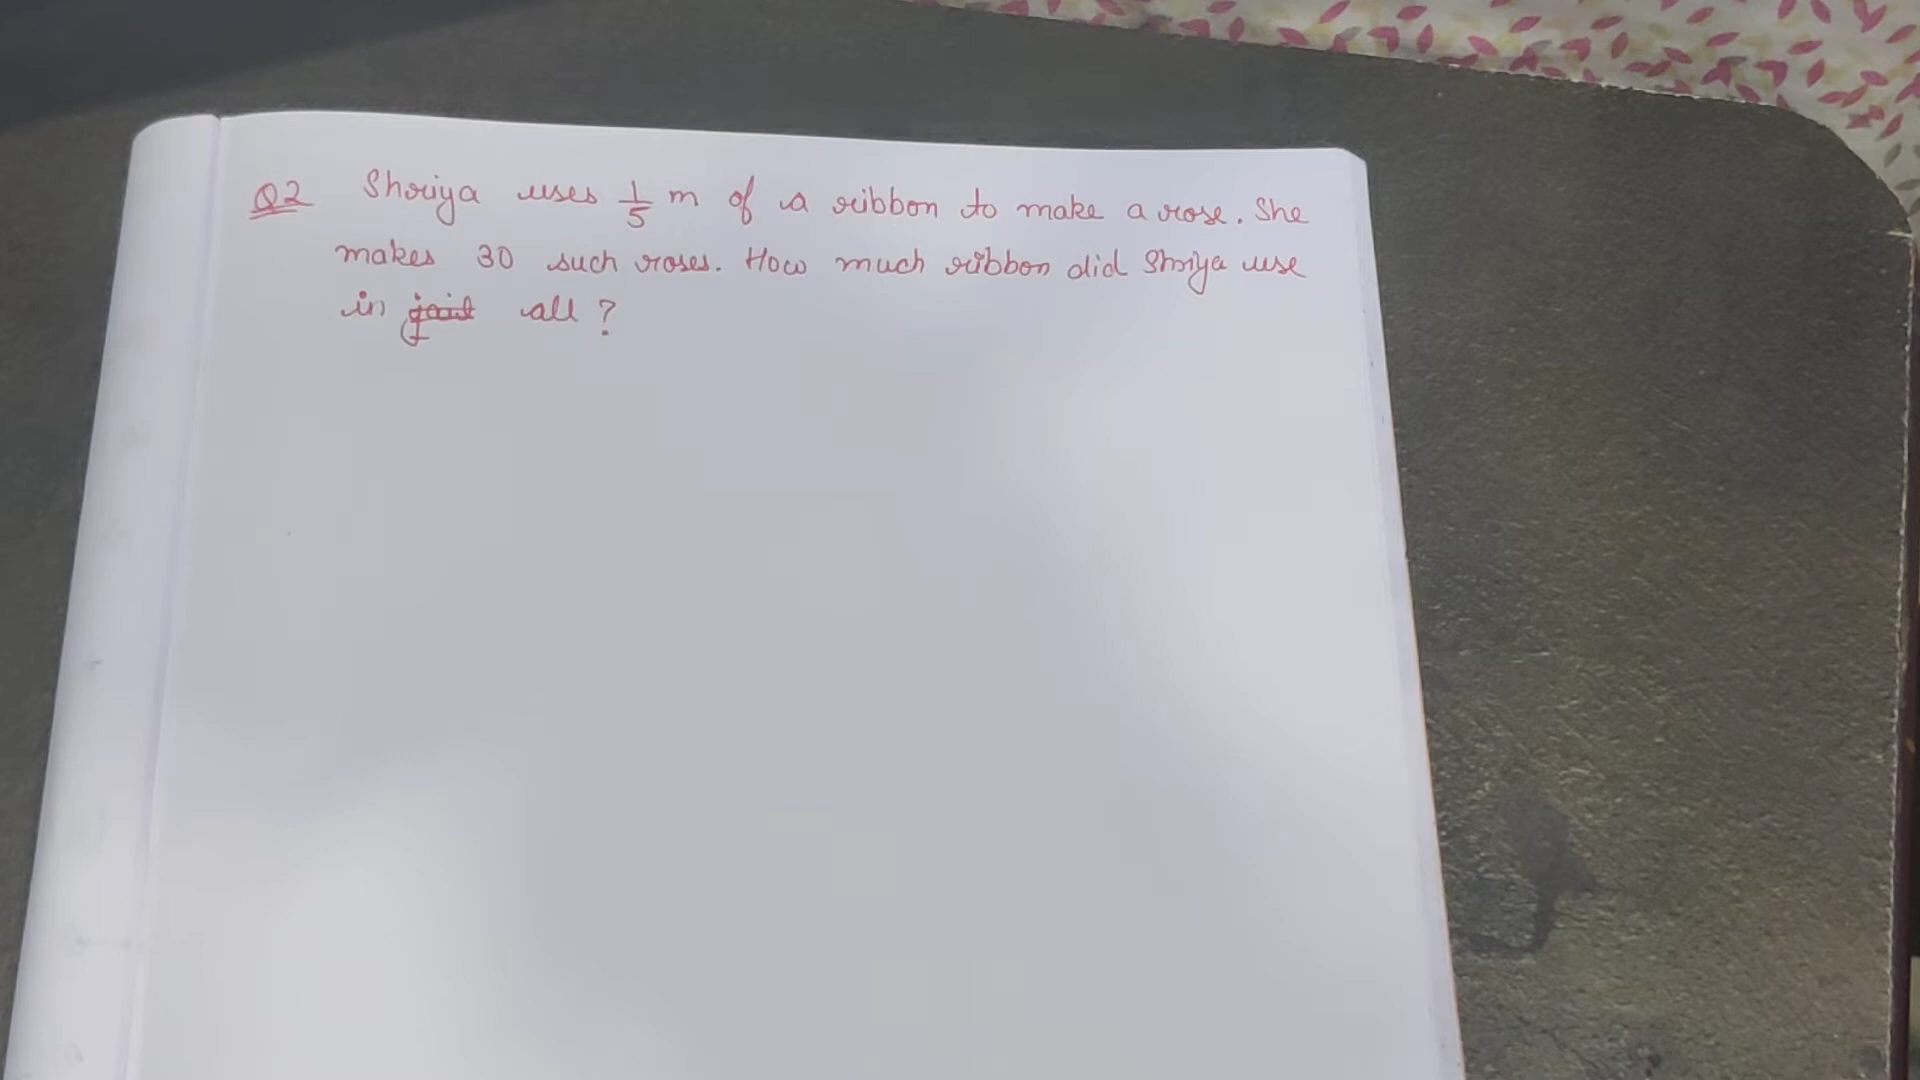 Q2 Shriya uses 1/5 m of a ribbon to make a rose. She
makes 30 such roses. How much ribbon did Shriya use
in all ?